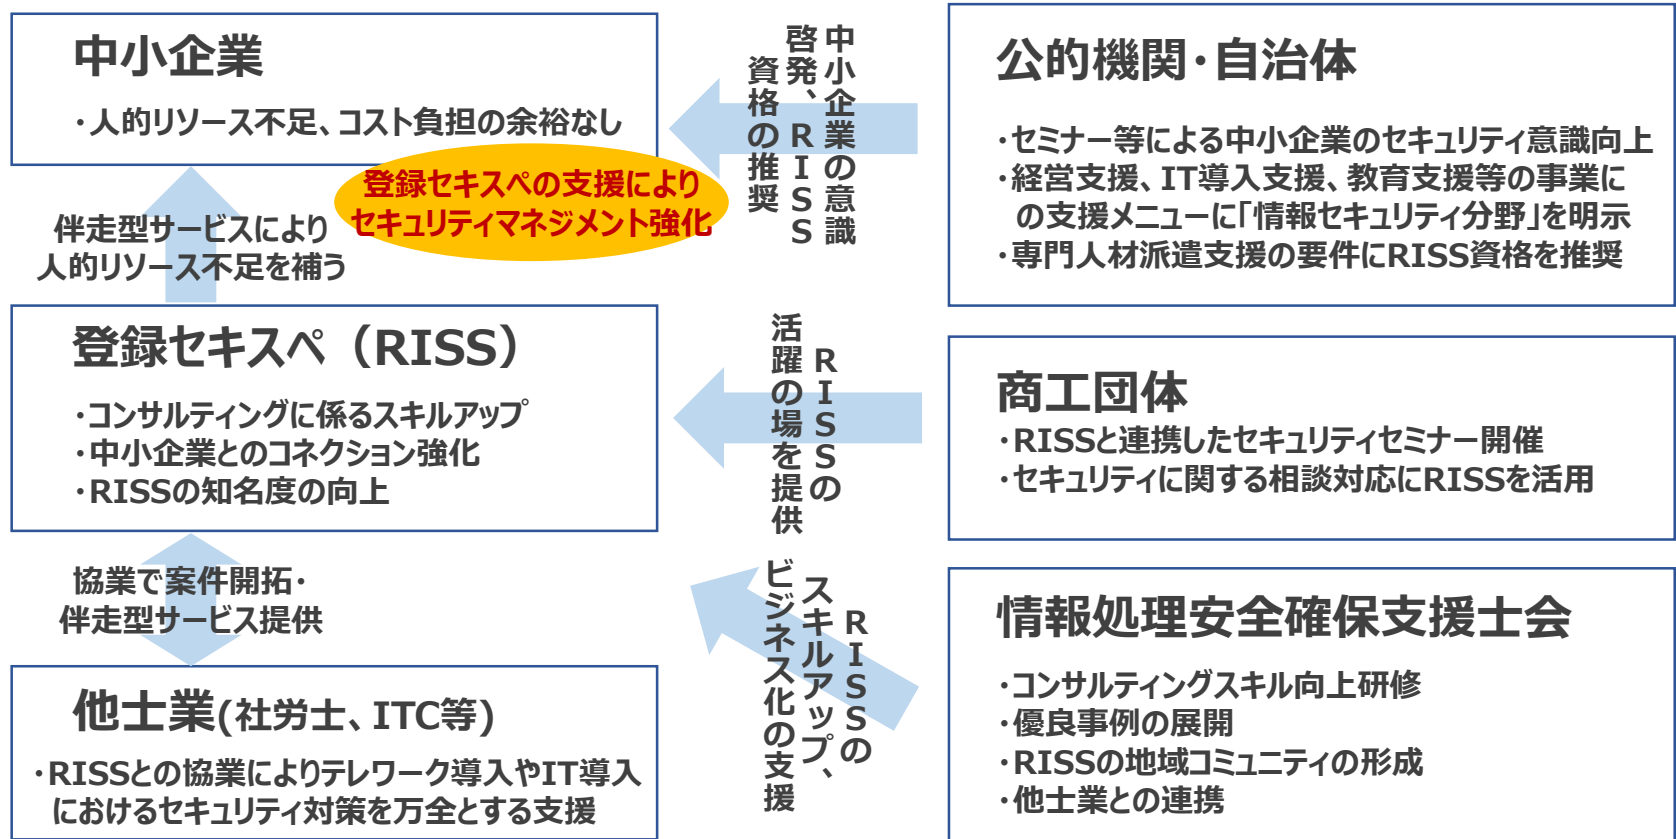 中小企業
・人的リソース不足、コスト負担の余裕なし
登録セキスペの支援により
セキュリティマネジメント強化
伴走型サービスにより
人的リソース不足を補う
登録セキスペ（RISS）
・コンサルティングに係るスキルアップ
・中小企業とのコネクション強化
・RISSの知名度の向上
協業で案件開拓・
伴走型サービス提供
他士業(社労士、ITC等)
・RISSとの協業によりテレワーク導入やIT導入
におけるセキュリティ対策を万全とする支援
中小企業の意識
啓発、RISS
資格の推奨
RISSの
活躍の場を提供
RISSの
スキルアップ、
ビジネス化の支援
公的機関・自治体
・セミナー等による中小企業のセキュリティ意識向上
・経営支援、IT導入支援、教育支援等の事業に
の支援メニューに「情報セキュリティ分野」を明示
・専門人材派遣支援の要件にRISS資格を推奨
商工団体
・RISSと連携したセキュリティセミナー開催
・セキュリティに関する相談対応にRISSを活用
情報処理安全確保支援士会
・コンサルティングスキル向上研修
・優良事例の展開
・RISSの地域コミュニティの形成
・他士業との連携